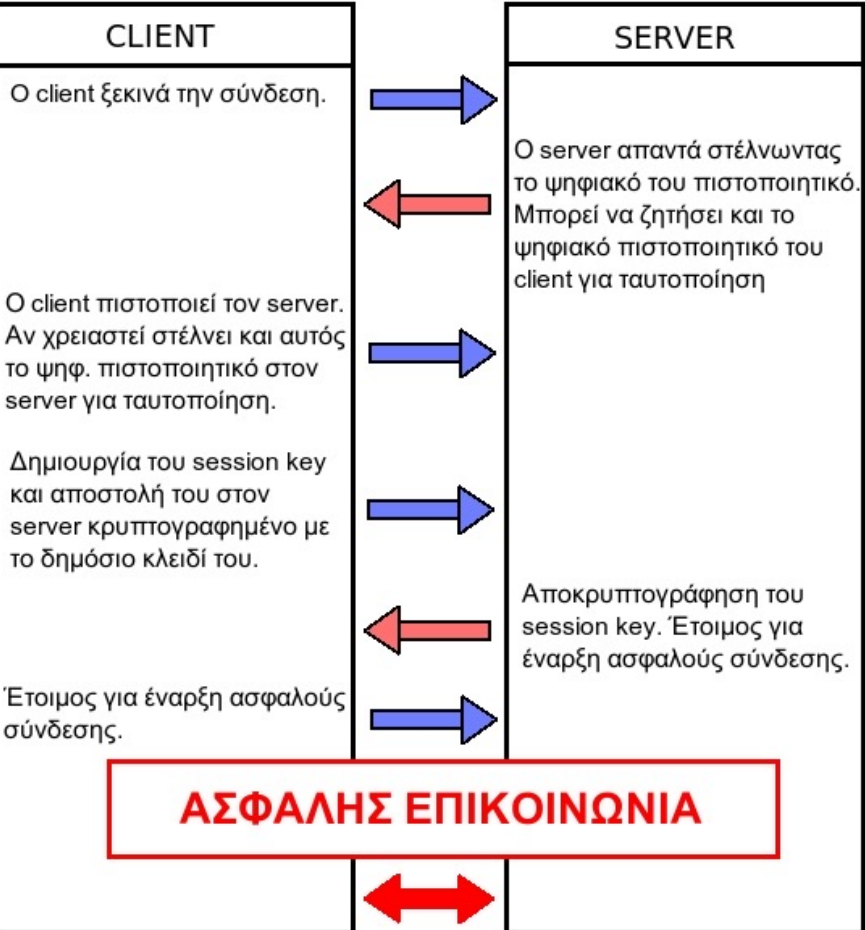 CLIENT
SERVER
Ο client ξεκινά την σύνδεση.
Ο server απαντά στέλνωντας
το ψηφιακό του πιστοποιητικό.
Μπορεί να ζητήσει και το
ψηφιακό πιστοποιητικό του
client για ταυτοποίηση
Ο client πιστοποιεί τον server.
Αν χρειαστεί στέλνει και αυτός
το ψηφ. πιστοποιητικό στον
server για ταυτοποίηση.
Δημιουργία του session key
και αποστολή του στον
server κρυπτογραφημένο με
το δημόσιο κλειδί του.
Αποκρυπτογράφηση του
session key. Έτοιμος για
έναρξη ασφαλούς σύνδεσης.
Έτοιμος για έναρξη ασφαλούς
σύνδεσης.
ΑΣΦΑΛΗΣ ΕΠΙΚΟΙΝΩΝΙΑ